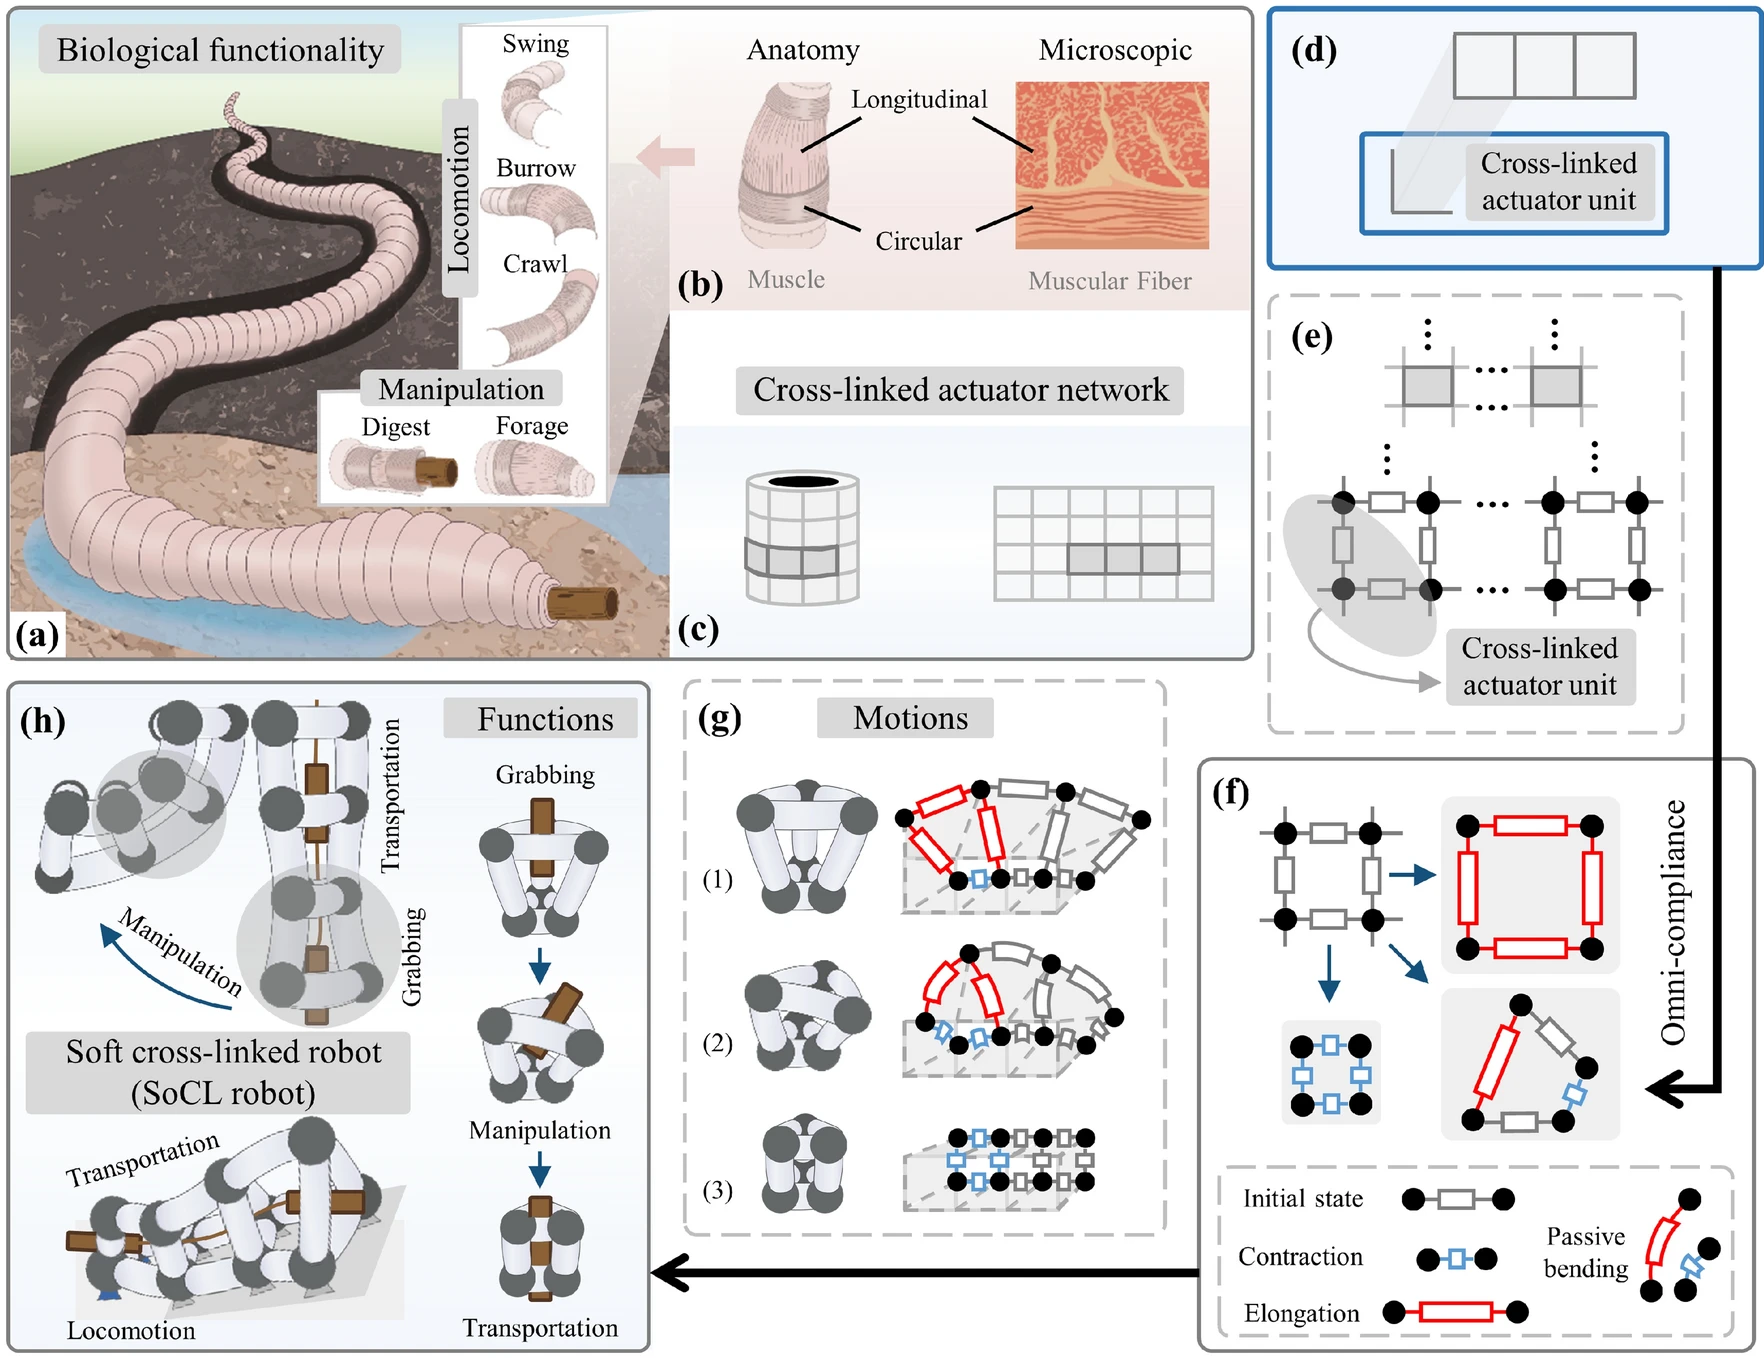 Biological functionality
Swing
Burrow
Crawl
Locomotion
Manipulation
Digest
Forage
(a)
Anatomy
Microscopic
Longitudinal
Circular
(b)
Muscle
Muscular Fiber
Cross-linked actuator network
(c)
(d)
Cross-linked
actuator unit
(e)
Cross-linked
actuator unit
(f)
Omni-compliance
Initial state
Contraction
Elongation
Passive
bending
(g)
Motions
(1)
(2)
(3)
(h)
Functions
Transportation
Grabbing
Manipulation
Grabbing
Manipulation
Transportation
Soft cross-linked robot
(SoCL robot)
Transportation
Locomotion